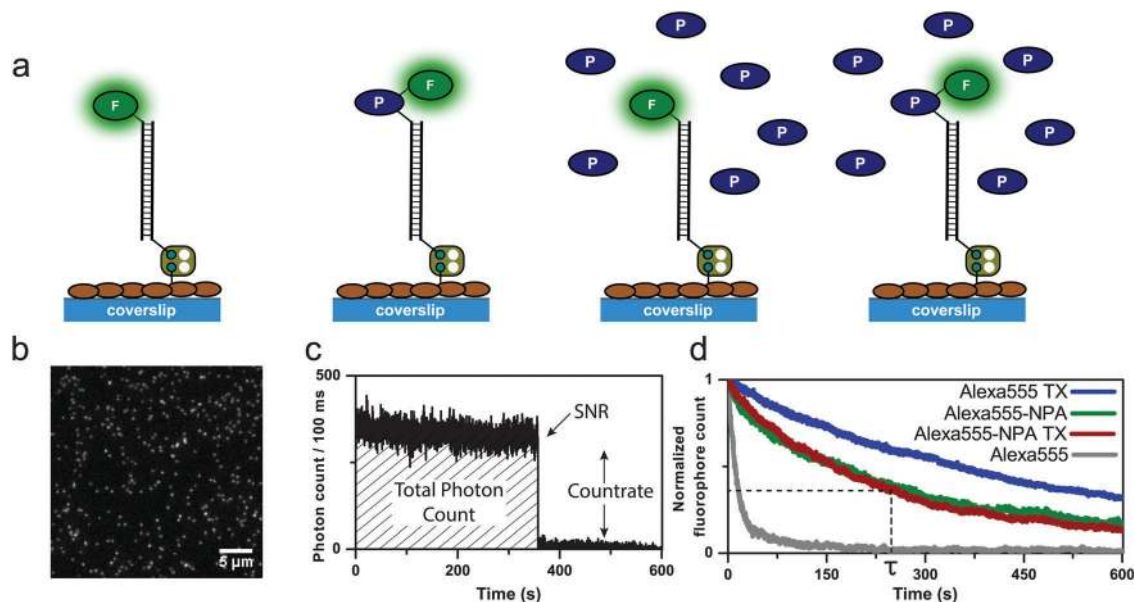 a
F
P F
P P P P P P
F
P P P P P P
P F
coverslip
coverslip
coverslip
coverslip
b
5 µm
c
Photon count / 100 ms
500
250
0
0 200 400 600
Time (s)
SNR
Total Photon
Count
Countrate
d
Normalized
fluorophore count
1
0
0 150 300 450 600
τ
Time (s)
Alexa555 TX
Alexa555-NPA
Alexa555-NPA TX
Alexa555